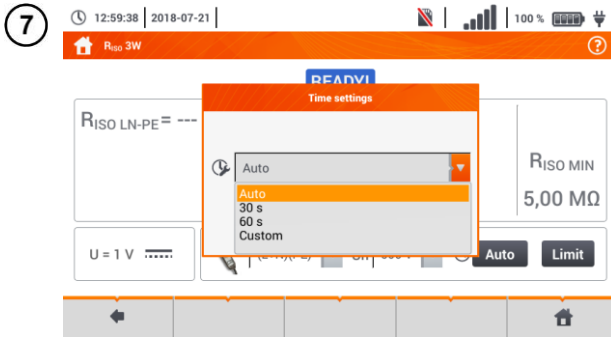 7
12:59:38 2018-07-21 100 %
RISO 3W ?
READY!
Time settings
RISO LN-PE= ---
Auto
Auto
30 s
60 s
Custom
RISO MIN
5,00 MΩ
U = 1 V
Auto Limit